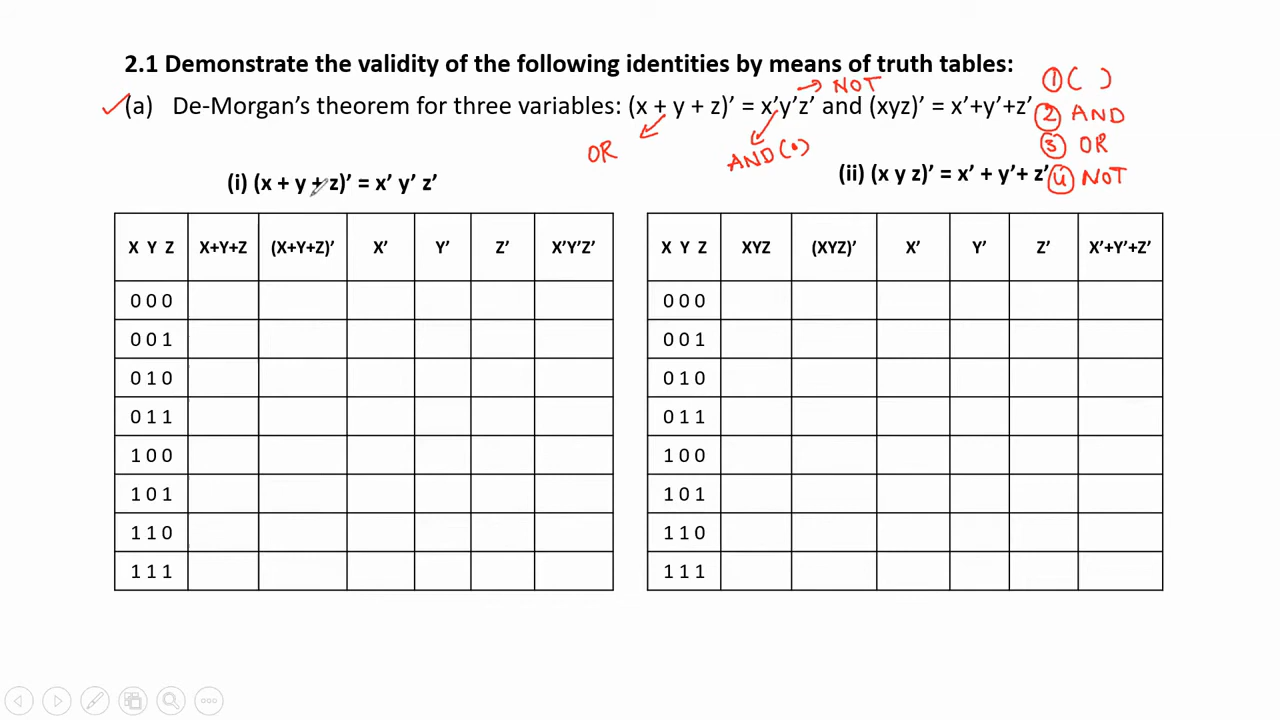 2.1 Demonstrate the validity of the following identities by means of truth tables:
(a) De-Morgan’s theorem for three variables: (x + y + z)’ = x’y’z’ and (xyz)’ = x’+y’+z’
→ NOT
OR
AND(•)
① ( )
② AND
③ OR
④ NOT
(i) (x + y + z)’ = x’ y’ z’
X Y Z X+Y+Z (X+Y+Z)’ X’ Y’ Z’ X’Y’Z’
0 0 0
0 0 1
0 1 0
0 1 1
1 0 0
1 0 1
1 1 0
1 1 1
(ii) (x y z)’ = x’ + y’+ z’
X Y Z XYZ (XYZ)’ X’ Y’ Z’ X’+Y’+Z’
0 0 0
0 0 1
0 1 0
0 1 1
1 0 0
1 0 1
1 1 0
1 1 1